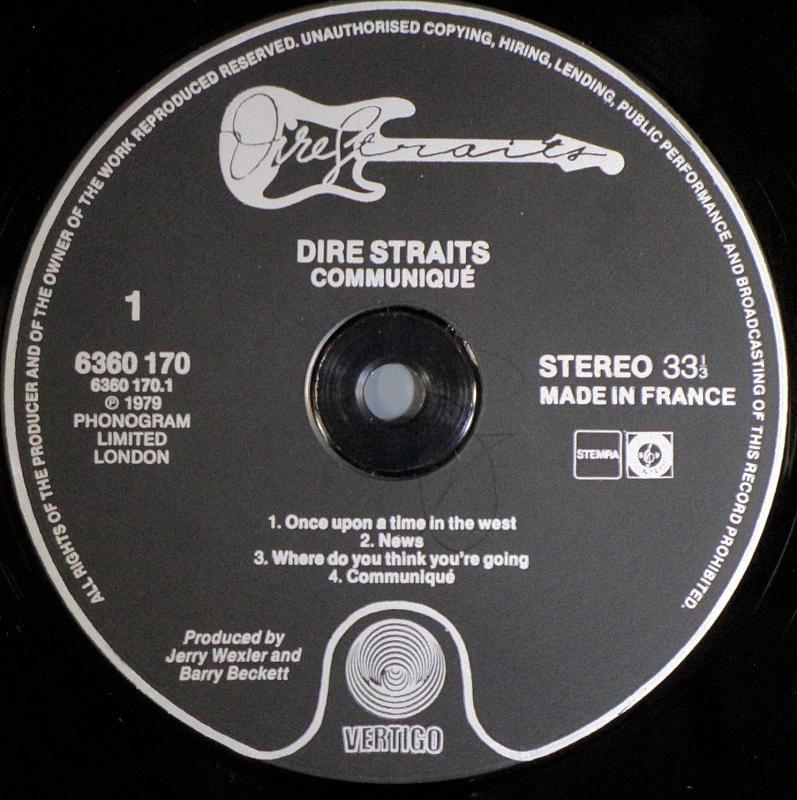 ALL RIGHTS OF THE PRODUCER AND OF THE OWNER OF THE WORK REPRODUCED RESERVED. UNAUTHORISED COPYING, HIRING, LENDING, PUBLIC PERFORMANCE AND BROADCASTING OF THIS RECORD PROHIBITED.
Dire Straits
DIRE STRAITS
COMMUNIQUÉ
1
6360 170
6360 170.1
℗ 1979
PHONOGRAM
LIMITED
LONDON
STEREO 33⅓
MADE IN FRANCE
STEMRA
1. Once upon a time in the west
2. News
3. Where do you think you're going
4. Communiqué
Produced by
Jerry Wexler and
Barry Beckett
VERTIGO